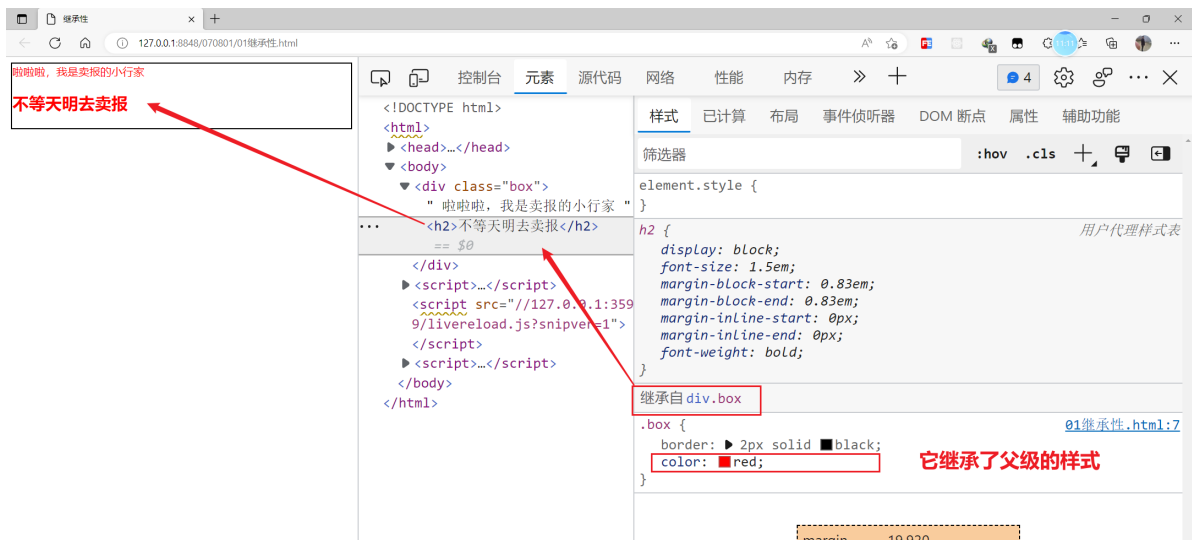 继承性
127.0.0.1:8848/070801/01继承性.html
11:11
啦啦啦，我是卖报的小行家
不等天明去卖报
控制台 元素 源代码 网络 性能 内存
4
<!DOCTYPE html>
<html>
<head>…</head>
<body>
<div class="box">
" 啦啦啦，我是卖报的小行家 "
<h2>不等天明去卖报</h2>
== $0
</div>
<script>…</script>
<script src="//127.0.0.1:359
9/livereload.js?snipver=1">
</script>
<script>…</script>
</body>
</html>
样式 已计算 布局 事件侦听器 DOM 断点 属性 辅助功能
筛选器 :hov .cls
element.style {
}
h2 { 用户代理样式表
display: block;
font-size: 1.5em;
margin-block-start: 0.83em;
margin-block-end: 0.83em;
margin-inline-start: 0px;
margin-inline-end: 0px;
font-weight: bold;
}
继承自 div.box
.box { 01继承性.html:7
border: 2px solid black;
color: red;
}
它继承了父级的样式
margin 19.920